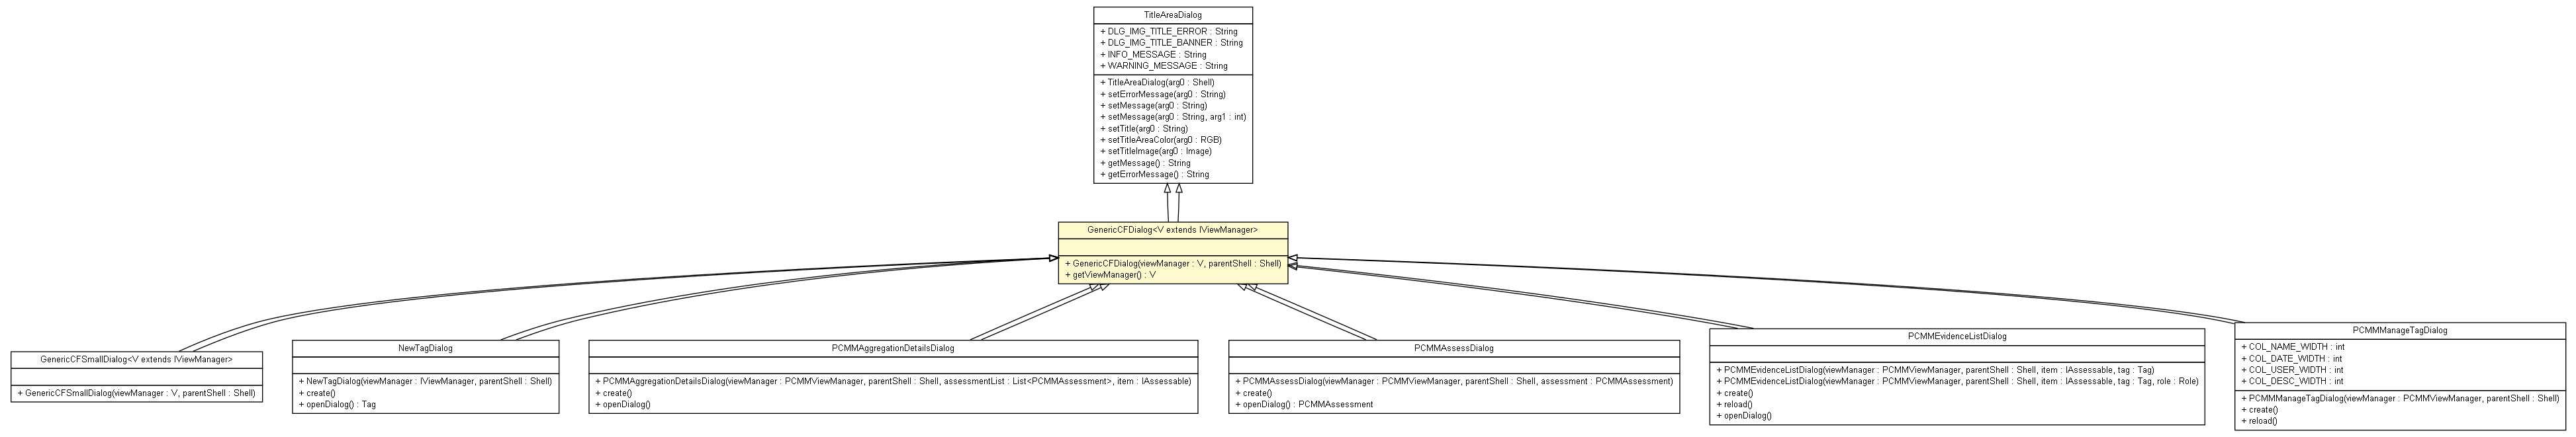 TitleAreaDialog
+ DLG_IMG_TITLE_ERROR : String
+ DLG_IMG_TITLE_BANNER : String
+ INFO_MESSAGE : String
+ WARNING_MESSAGE : String
+ TitleAreaDialog(arg0 : Shell)
+ setErrorMessage(arg0 : String)
+ setMessage(arg0 : String)
+ setMessage(arg0 : String, arg1 : int)
+ setTitle(arg0 : String)
+ setTitleAreaColor(arg0 : RGB)
+ setTitleImage(arg0 : Image)
+ getMessage() : String
+ getErrorMessage() : String
GenericCFDialog<V extends IViewManager>
+ GenericCFDialog(viewManager : V, parentShell : Shell)
+ getViewManager() : V
GenericCFSmallDialog<V extends IViewManager>
+ GenericCFSmallDialog(viewManager : V, parentShell : Shell)
NewTagDialog
+ NewTagDialog(viewManager : IViewManager, parentShell : Shell)
+ create()
+ openDialog() : Tag
PCMMAggregationDetailsDialog
+ PCMMAggregationDetailsDialog(viewManager : PCMMViewManager, parentShell : Shell, assessmentList : List<PCMMAssessment>, item : IAssessable)
+ create()
+ openDialog()
PCMMAssessDialog
+ PCMMAssessDialog(viewManager : PCMMViewManager, parentShell : Shell, assessment : PCMMAssessment)
+ create()
+ openDialog() : PCMMAssessment
PCMMEvidenceListDialog
+ PCMMEvidenceListDialog(viewManager : PCMMViewManager, parentShell : Shell, item : IAssessable, tag : Tag)
+ PCMMEvidenceListDialog(viewManager : PCMMViewManager, parentShell : Shell, item : IAssessable, tag : Tag, role : Role)
+ create()
+ reload()
+ openDialog()
PCMMManageTagDialog
+ COL_NAME_WIDTH : int
+ COL_DATE_WIDTH : int
+ COL_USER_WIDTH : int
+ COL_DESC_WIDTH : int
+ PCMMManageTagDialog(viewManager : PCMMViewManager, parentShell : Shell)
+ create()
+ reload()